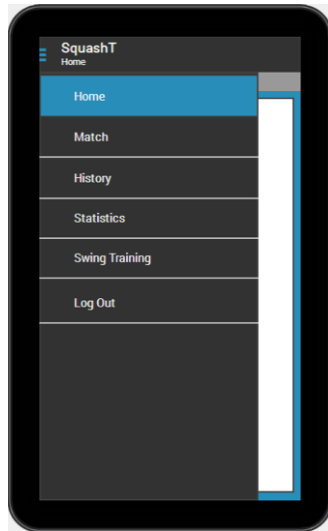 SquashT
Home
Home
Match
History
Statistics
Swing Training
Log Out